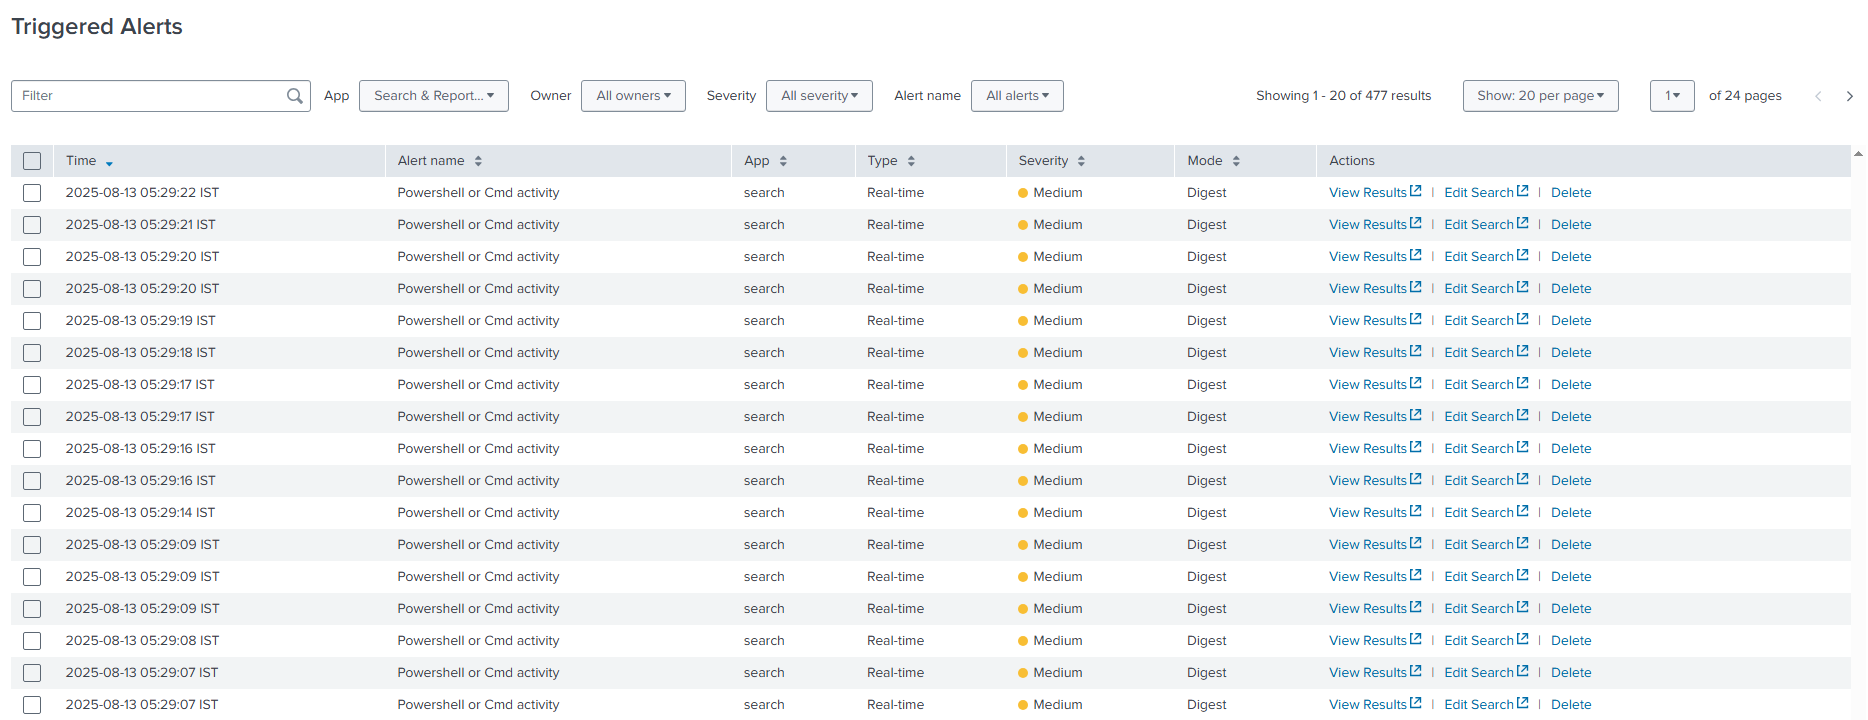 Triggered Alerts
Filter App Search & Report... Owner All owners Severity All severity Alert name All alerts Showing 1 - 20 of 477 results Show: 20 per page 1 of 24 pages
Time Alert name App Type Severity Mode Actions
2025-08-13 05:29:22 IST Powershell or Cmd activity search Real-time Medium Digest View Results | Edit Search | Delete
2025-08-13 05:29:21 IST Powershell or Cmd activity search Real-time Medium Digest View Results | Edit Search | Delete
2025-08-13 05:29:20 IST Powershell or Cmd activity search Real-time Medium Digest View Results | Edit Search | Delete
2025-08-13 05:29:20 IST Powershell or Cmd activity search Real-time Medium Digest View Results | Edit Search | Delete
2025-08-13 05:29:19 IST Powershell or Cmd activity search Real-time Medium Digest View Results | Edit Search | Delete
2025-08-13 05:29:18 IST Powershell or Cmd activity search Real-time Medium Digest View Results | Edit Search | Delete
2025-08-13 05:29:17 IST Powershell or Cmd activity search Real-time Medium Digest View Results | Edit Search | Delete
2025-08-13 05:29:17 IST Powershell or Cmd activity search Real-time Medium Digest View Results | Edit Search | Delete
2025-08-13 05:29:16 IST Powershell or Cmd activity search Real-time Medium Digest View Results | Edit Search | Delete
2025-08-13 05:29:16 IST Powershell or Cmd activity search Real-time Medium Digest View Results | Edit Search | Delete
2025-08-13 05:29:14 IST Powershell or Cmd activity search Real-time Medium Digest View Results | Edit Search | Delete
2025-08-13 05:29:09 IST Powershell or Cmd activity search Real-time Medium Digest View Results | Edit Search | Delete
2025-08-13 05:29:09 IST Powershell or Cmd activity search Real-time Medium Digest View Results | Edit Search | Delete
2025-08-13 05:29:09 IST Powershell or Cmd activity search Real-time Medium Digest View Results | Edit Search | Delete
2025-08-13 05:29:08 IST Powershell or Cmd activity search Real-time Medium Digest View Results | Edit Search | Delete
2025-08-13 05:29:07 IST Powershell or Cmd activity search Real-time Medium Digest View Results | Edit Search | Delete
2025-08-13 05:29:07 IST Powershell or Cmd activity search Real-time Medium Digest View Results | Edit Search | Delete